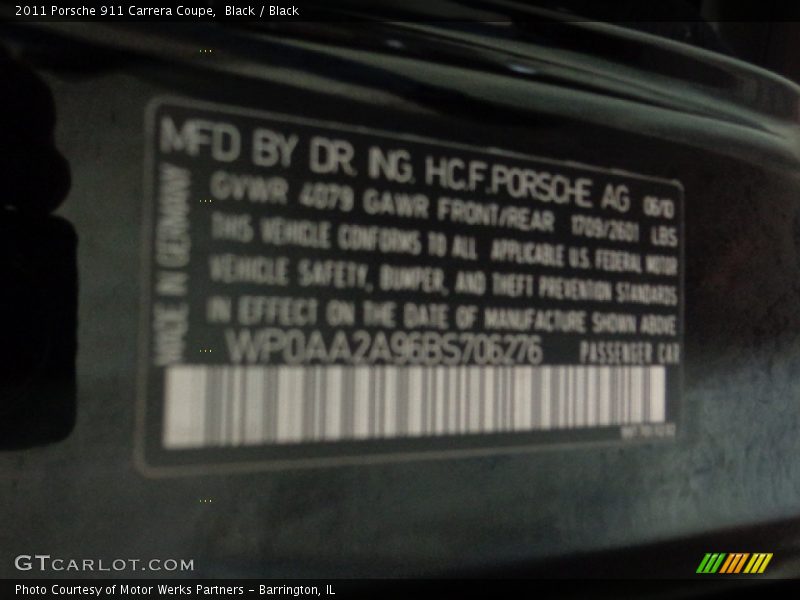 2011 Porsche 911 Carrera Coupe, Black / Black
MFD BY DR. ING. H.C.F. PORSCHE AG 06/10
GVWR 4079 GAWR FRONT/REAR 1709/2601 LBS
THIS VEHICLE CONFORMS TO ALL APPLICABLE U.S. FEDERAL MOTOR
VEHICLE SAFETY, BUMPER, AND THEFT PREVENTION STANDARDS
IN EFFECT ON THE DATE OF MANUFACTURE SHOWN ABOVE
WP0AA2A96BS706276 PASSENGER CAR
MADE IN GERMANY
GTCARLOT.COM
Photo Courtesy of Motor Werks Partners - Barrington, IL